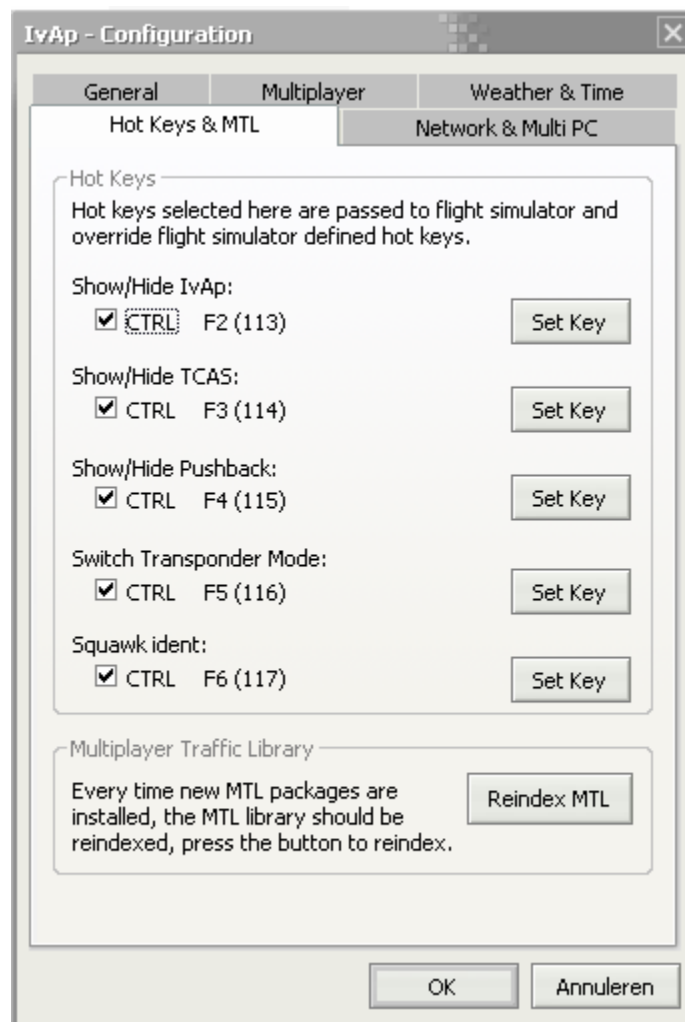 IvAp - Configuration
General
Multiplayer
Weather & Time
Hot Keys & MTL
Network & Multi PC
Hot Keys
Hot keys selected here are passed to flight simulator and
override flight simulator defined hot keys.
Show/Hide IvAp:
CTRL F2 (113)
Set Key
Show/Hide TCAS:
CTRL F3 (114)
Set Key
Show/Hide Pushback:
CTRL F4 (115)
Set Key
Switch Transponder Mode:
CTRL F5 (116)
Set Key
Squawk ident:
CTRL F6 (117)
Set Key
Multiplayer Traffic Library
Every time new MTL packages are
installed, the MTL library should be
reindexed, press the button to reindex.
Reindex MTL
OK
Annuleren